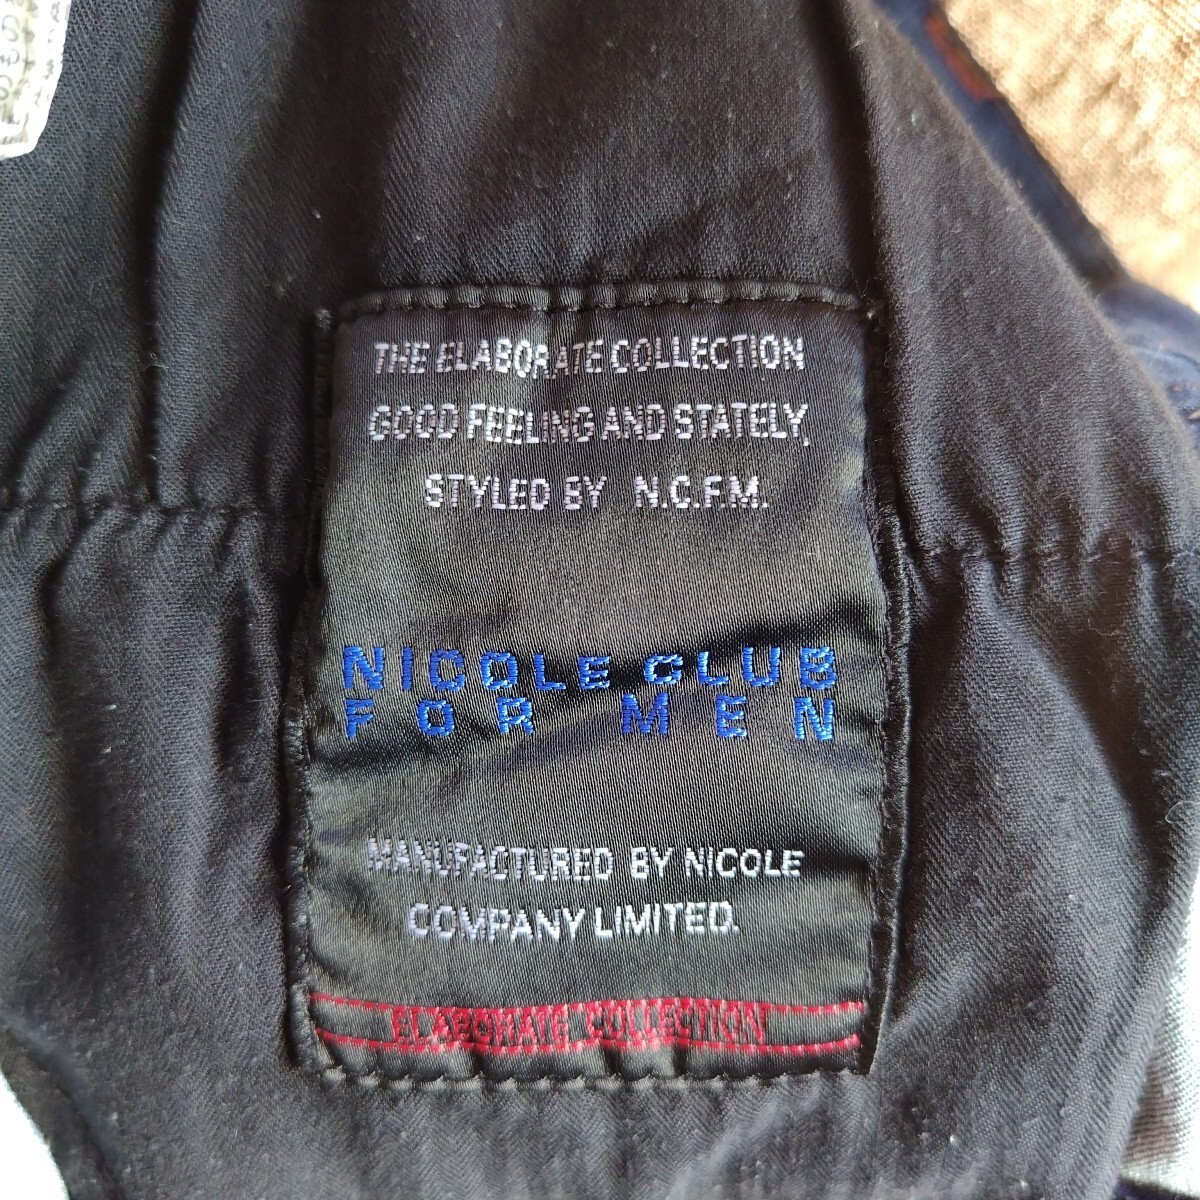 THE ELABORATE COLLECTION
GOOD FEELING AND STATELY,
STYLED BY N.C.F.M.
NICOLE CLUB
FOR MEN
MANUFACTURED BY NICOLE
COMPANY LIMITED.
ELABORATE COLLECTION